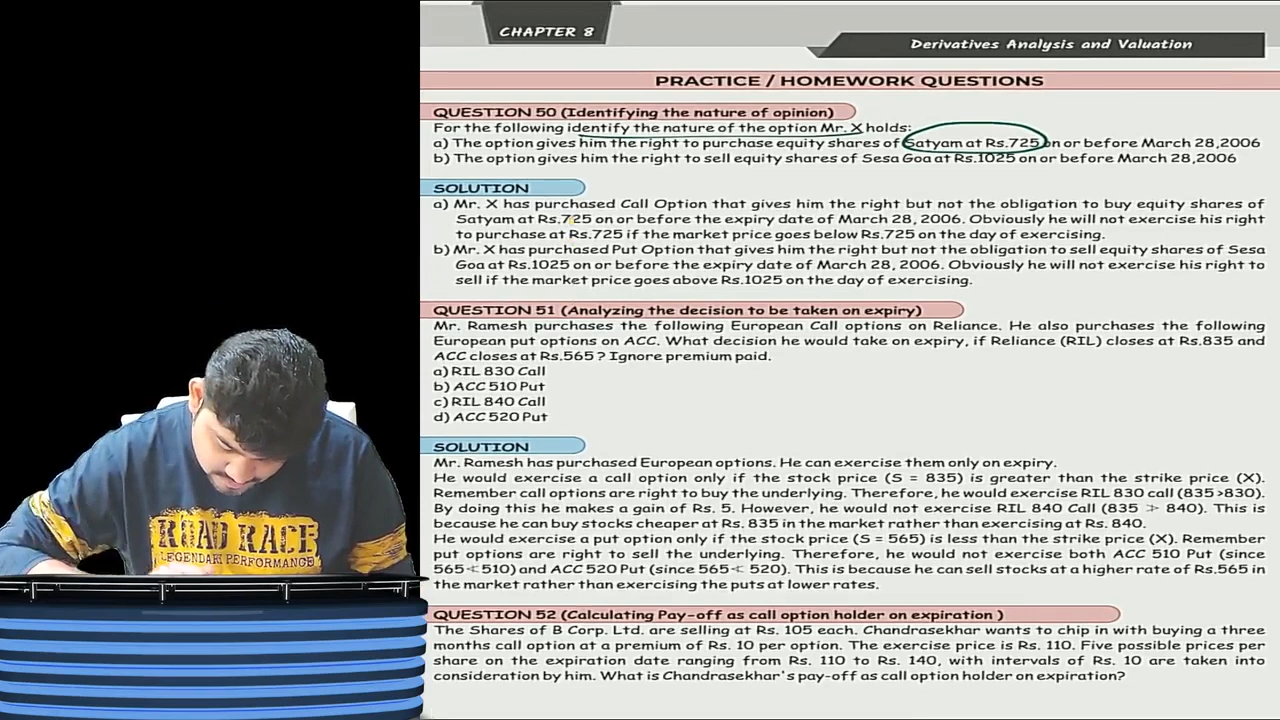 CHAPTER 8
Derivatives Analysis and Valuation
PRACTICE / HOMEWORK QUESTIONS
QUESTION 50 (Identifying the nature of opinion)
For the following identify the nature of the option Mr. X holds:
a) The option gives him the right to purchase equity shares of Satyam at Rs.725 on or before March 28,2006
b) The option gives him the right to sell equity shares of Sesa Goa at Rs.1025 on or before March 28,2006
SOLUTION
a) Mr. X has purchased Call Option that gives him the right but not the obligation to buy equity shares of
Satyam at Rs.725 on or before the expiry date of March 28, 2006. Obviously he will not exercise his right
to purchase at Rs.725 if the market price goes below Rs.725 on the day of exercising.
b) Mr. X has purchased Put Option that gives him the right but not the obligation to sell equity shares of Sesa
Goa at Rs.1025 on or before the expiry date of March 28, 2006. Obviously he will not exercise his right to
sell if the market price goes above Rs.1025 on the day of exercising.
QUESTION 51 (Analyzing the decision to be taken on expiry)
Mr. Ramesh purchases the following European Call options on Reliance. He also purchases the following
European put options on ACC. What decision he would take on expiry, if Reliance (RIL) closes at Rs.835 and
ACC closes at Rs.565? Ignore premium paid.
a) RIL 830 Call
b) ACC 510 Put
c) RIL 840 Call
d) ACC 520 Put
SOLUTION
Mr. Ramesh has purchased European options. He can exercise them only on expiry.
He would exercise a call option only if the stock price (S = 835) is greater than the strike price (X).
Remember call options are right to buy the underlying. Therefore, he would exercise RIL 830 call (835>830).
By doing this he makes a gain of Rs. 5. However, he would not exercise RIL 840 Call (835 > 840). This is
because he can buy stocks cheaper at Rs. 835 in the market rather than exercising at Rs. 840.
He would exercise a put option only if the stock price (S = 565) is less than the strike price (X). Remember
put options are right to sell the underlying. Therefore, he would not exercise both ACC 510 Put (since
565 < 510) and ACC 520 Put (since 565 < 520). This is because he can sell stocks at a higher rate of Rs.565 in
the market rather than exercising the puts at lower rates.
QUESTION 52 (Calculating Pay-off as call option holder on expiration )
The Shares of B Corp. Ltd. are selling at Rs. 105 each. Chandrasekhar wants to chip in with buying a three
months call option at a premium of Rs. 10 per option. The exercise price is Rs. 110. Five possible prices per
share on the expiration date ranging from Rs. 110 to Rs. 140, with intervals of Rs. 10 are taken into
consideration by him. What is Chandrasekhar's pay-off as call option holder on expiration?
ROAD RACE
LEGENDARY PERFORMANCE